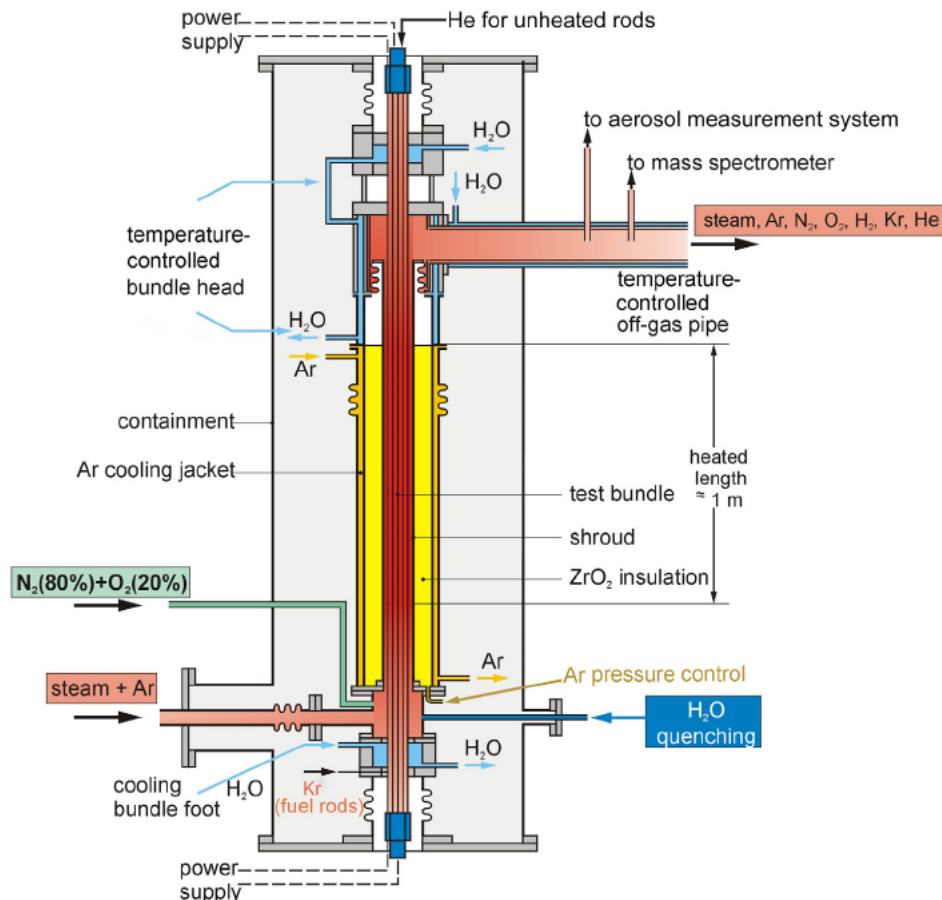 power
supply
He for unheated rods
H₂O
to aerosol measurement system
to mass spectrometer
H₂O
steam, Ar, N₂, O₂, H₂, Kr, He
temperature-
controlled
bundle head
temperature-
controlled
off-gas pipe
H₂O
Ar
containment
Ar cooling jacket
heated
length
≈ 1 m
test bundle
shroud
ZrO₂ insulation
N₂(80%)+O₂(20%)
steam + Ar
Ar
Ar pressure control
H₂O
quenching
cooling
bundle foot
H₂O
Kr
(fuel rods)
H₂O
power
supply